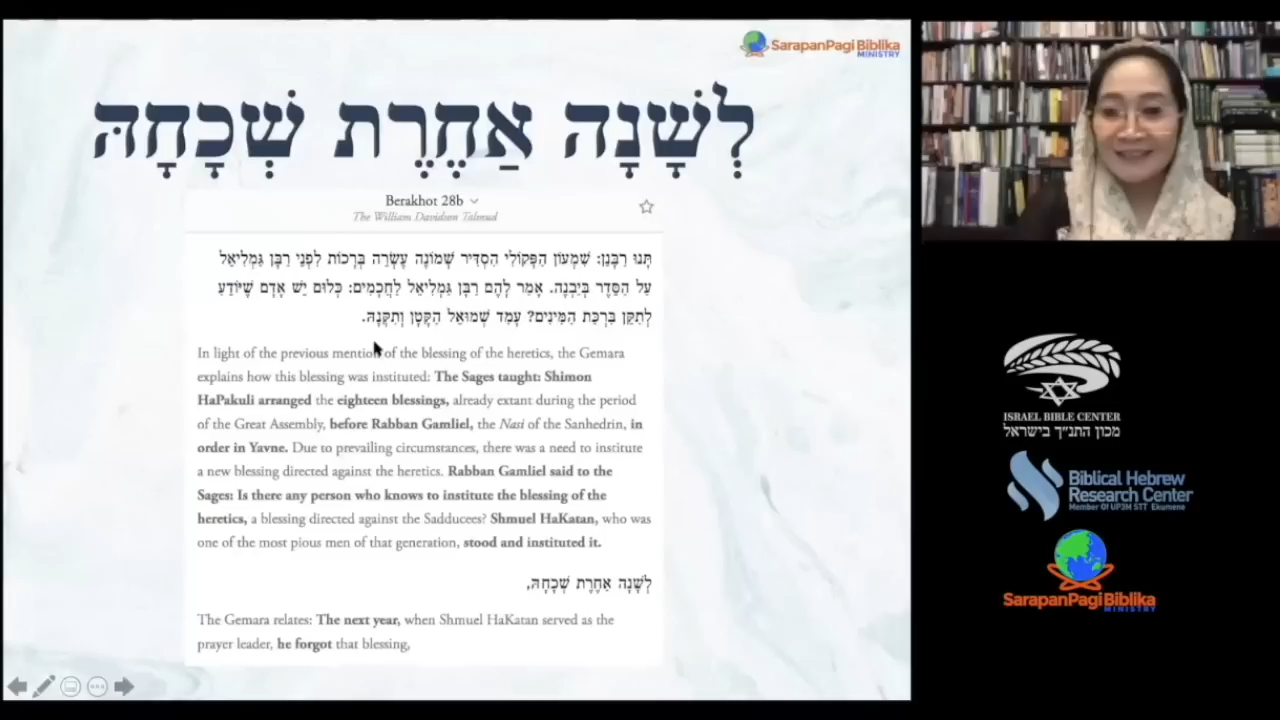 SarapanPagiBiblika
MINISTRY
לְשָׁנָה אַחֶרֶת שְׁכָחָהּ
Berakhot 28b
The William Davidson Talmud
תָּנוּ רַבָּנַן: שִׁמְעוֹן הַפָּקוֹלִי הִסְדִּיר שְׁמוֹנֶה עֶשְׂרֵה בְּרָכוֹת לִפְנֵי רַבָּן גַּמְלִיאֵל
עַל הַסֵּדֶר בְּיַבְנֶה. אָמַר לָהֶם רַבָּן גַּמְלִיאֵל לַחֲכָמִים: כְּלוּם יֵשׁ אָדָם שֶׁיּוֹדֵעַ
לְתַקֵּן בִּרְכַּת הַמִּינִים? עָמַד שְׁמוּאֵל הַקָּטָן וְתִקְּנָהּ.
In light of the previous mention of the blessing of the heretics, the Gemara
explains how this blessing was instituted: The Sages taught: Shimon
HaPakuli arranged the eighteen blessings, already extant during the period
of the Great Assembly, before Rabban Gamliel, the Nasi of the Sanhedrin, in
order in Yavne. Due to prevailing circumstances, there was a need to institute
a new blessing directed against the heretics. Rabban Gamliel said to the
Sages: Is there any person who knows to institute the blessing of the
heretics, a blessing directed against the Sadducees? Shmuel HaKatan, who was
one of the most pious men of that generation, stood and instituted it.
לְשָׁנָה אַחֶרֶת שְׁכָחָהּ,
The Gemara relates: The next year, when Shmuel HaKatan served as the
prayer leader, he forgot that blessing,
ISRAEL BIBLE CENTER
מכון התנ״ך בישראל
Biblical Hebrew
Research Center
Member Of UP3M STT Ekumene
SarapanPagiBiblika
MINISTRY